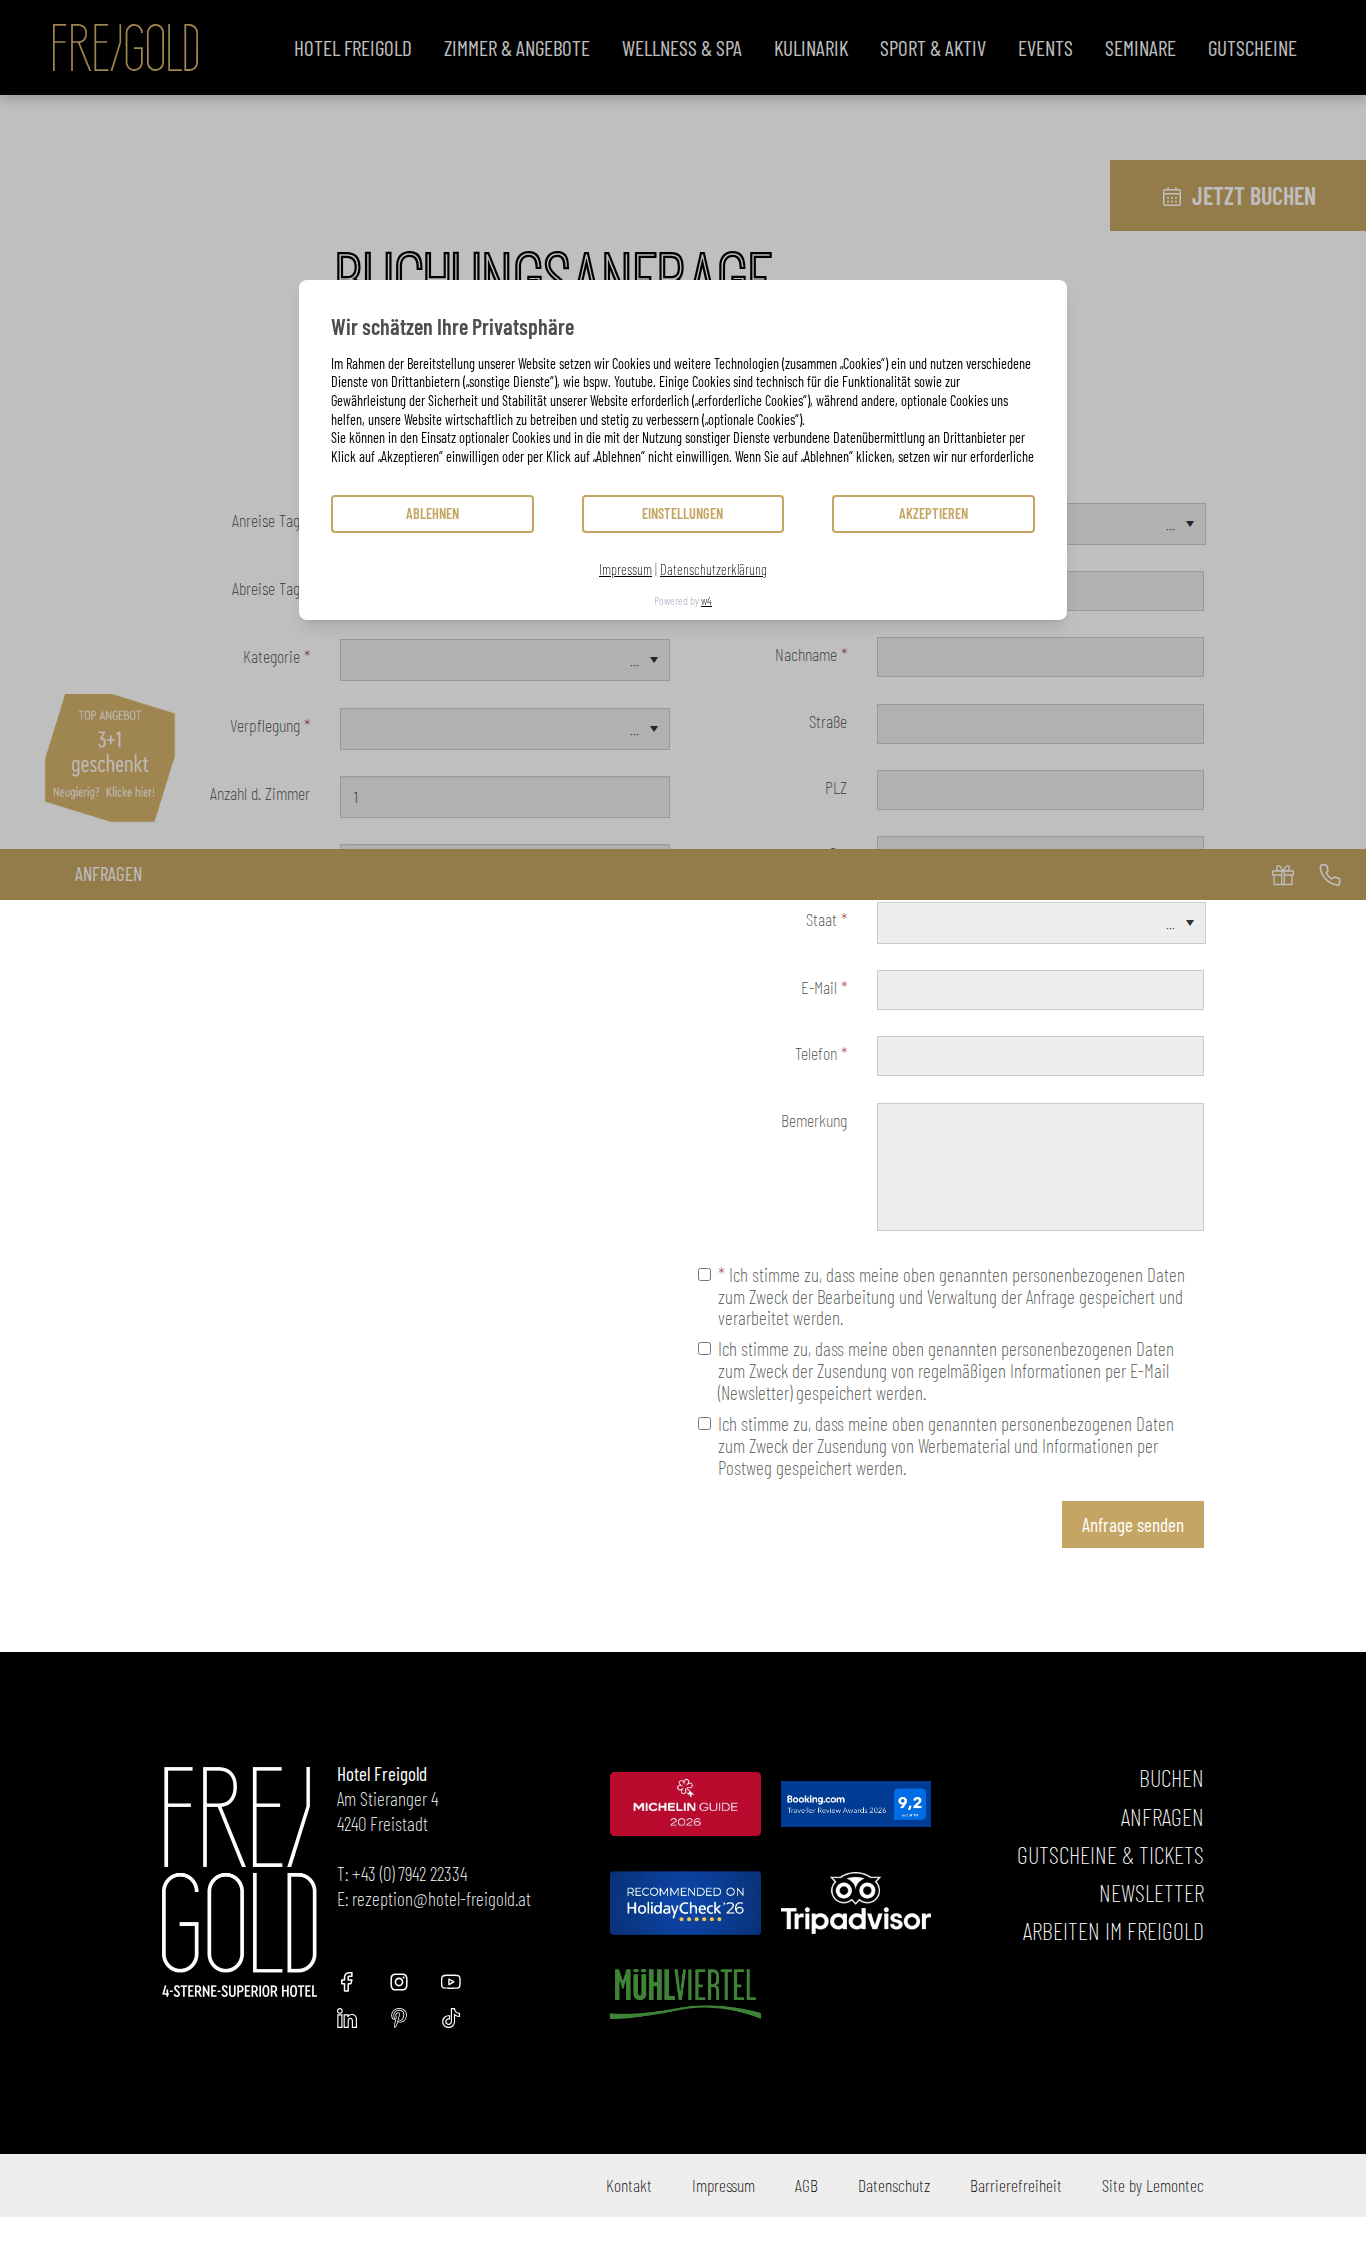 FRE/GOLD
HOTEL FREIGOLD
ZIMMER & ANGEBOTE
WELLNESS & SPA
KULINARIK
SPORT & AKTIV
EVENTS
SEMINARE
GUTSCHEINE
JETZT BUCHEN
BUCHUNGSANFRAGE
Wir schätzen Ihre Privatsphäre
Im Rahmen der Bereitstellung unserer Website setzen wir Cookies und weitere Technologien (zusammen „Cookies“) ein und nutzen verschiedene
Dienste von Drittanbietern („sonstige Dienste“), wie bspw. Youtube. Einige Cookies sind technisch für die Funktionalität sowie zur
Gewährleistung der Sicherheit und Stabilität unserer Website erforderlich („erforderliche Cookies“), während andere, optionale Cookies uns
helfen, unsere Website wirtschaftlich zu betreiben und stetig zu verbessern („optionale Cookies“).
Sie können in den Einsatz optionaler Cookies und in die mit der Nutzung sonstiger Dienste verbundene Datenübermittlung an Drittanbieter per
Klick auf „Akzeptieren“ einwilligen oder per Klick auf „Ablehnen“ nicht einwilligen. Wenn Sie auf „Ablehnen“ klicken, setzen wir nur erforderliche
ABLEHNEN
EINSTELLUNGEN
AKZEPTIEREN
Impressum | Datenschutzerklärung
Powered by w4
Anreise Tag
Abreise Tag
Kategorie *
...
Verpflegung *
...
Anzahl d. Zimmer
1
...
Nachname *
Straße
PLZ
TOP ANGEBOT
3+1
geschenkt
Neugierig? Klicke hier!
ANFRAGEN
Staat *
...
E-Mail *
Telefon *
Bemerkung
* Ich stimme zu, dass meine oben genannten personenbezogenen Daten
zum Zweck der Bearbeitung und Verwaltung der Anfrage gespeichert und
verarbeitet werden.
Ich stimme zu, dass meine oben genannten personenbezogenen Daten
zum Zweck der Zusendung von regelmäßigen Informationen per E-Mail
(Newsletter) gespeichert werden.
Ich stimme zu, dass meine oben genannten personenbezogenen Daten
zum Zweck der Zusendung von Werbematerial und Informationen per
Postweg gespeichert werden.
Anfrage senden
FRE/
GOLD
4-STERNE-SUPERIOR HOTEL
Hotel Freigold
Am Stieranger 4
4240 Freistadt
T: +43 (0) 7942 22334
E: rezeption@hotel-freigold.at
MICHELIN GUIDE
2026
Booking.com
Traveller Review Awards 2026
9,2
RECOMMENDED ON
HolidayCheck '26
Tripadvisor
MÜHLVIERTEL
BUCHEN
ANFRAGEN
GUTSCHEINE & TICKETS
NEWSLETTER
ARBEITEN IM FREIGOLD
Kontakt
Impressum
AGB
Datenschutz
Barrierefreiheit
Site by Lemontec